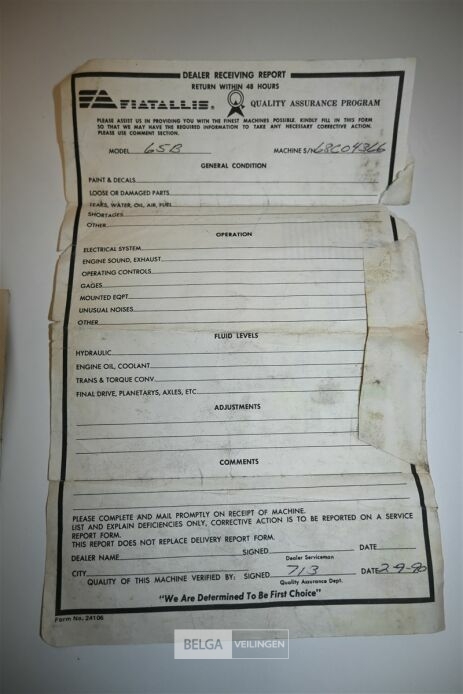 DEALER RECEIVING REPORT
RETURN WITHIN 48 HOURS
FA FIATALLIS® QUALITY ASSURANCE PROGRAM
PLEASE ASSIST US IN PROVIDING YOU WITH THE FINEST MACHINES POSSIBLE. KINDLY FILL IN THIS FORM
SO THAT WE MAY HAVE THE REQUIRED INFORMATION TO TAKE ANY NECESSARY CORRECTIVE ACTION.
PLEASE USE COMMENT SECTION.
MODEL 65B MACHINE S/N 68C04366
GENERAL CONDITION
PAINT & DECALS
LOOSE OR DAMAGED PARTS
LEAKS, WATER, OIL, AIR, FUEL
SHORTAGES
OTHER
OPERATION
ELECTRICAL SYSTEM
ENGINE SOUND, EXHAUST
OPERATING CONTROLS
GAGES
MOUNTED EQPT.
UNUSUAL NOISES
OTHER
FLUID LEVELS
HYDRAULIC
ENGINE OIL, COOLANT
TRANS & TORQUE CONV.
FINAL DRIVE, PLANETARYS, AXLES, ETC.
ADJUSTMENTS
COMMENTS
PLEASE COMPLETE AND MAIL PROMPTLY ON RECEIPT OF MACHINE.
LIST AND EXPLAIN DEFICIENCIES ONLY, CORRECTIVE ACTION IS TO BE REPORTED ON A SERVICE
REPORT FORM.
THIS REPORT DOES NOT REPLACE DELIVERY REPORT FORM.
DEALER NAME SIGNED DATE
Dealer Serviceman
CITY 713 DATE 2-9-90
QUALITY OF THIS MACHINE VERIFIED BY: SIGNED
Quality Assurance Dept.
"We Are Determined To Be First Choice"
Form No. 24106
BELGA VEILINGEN